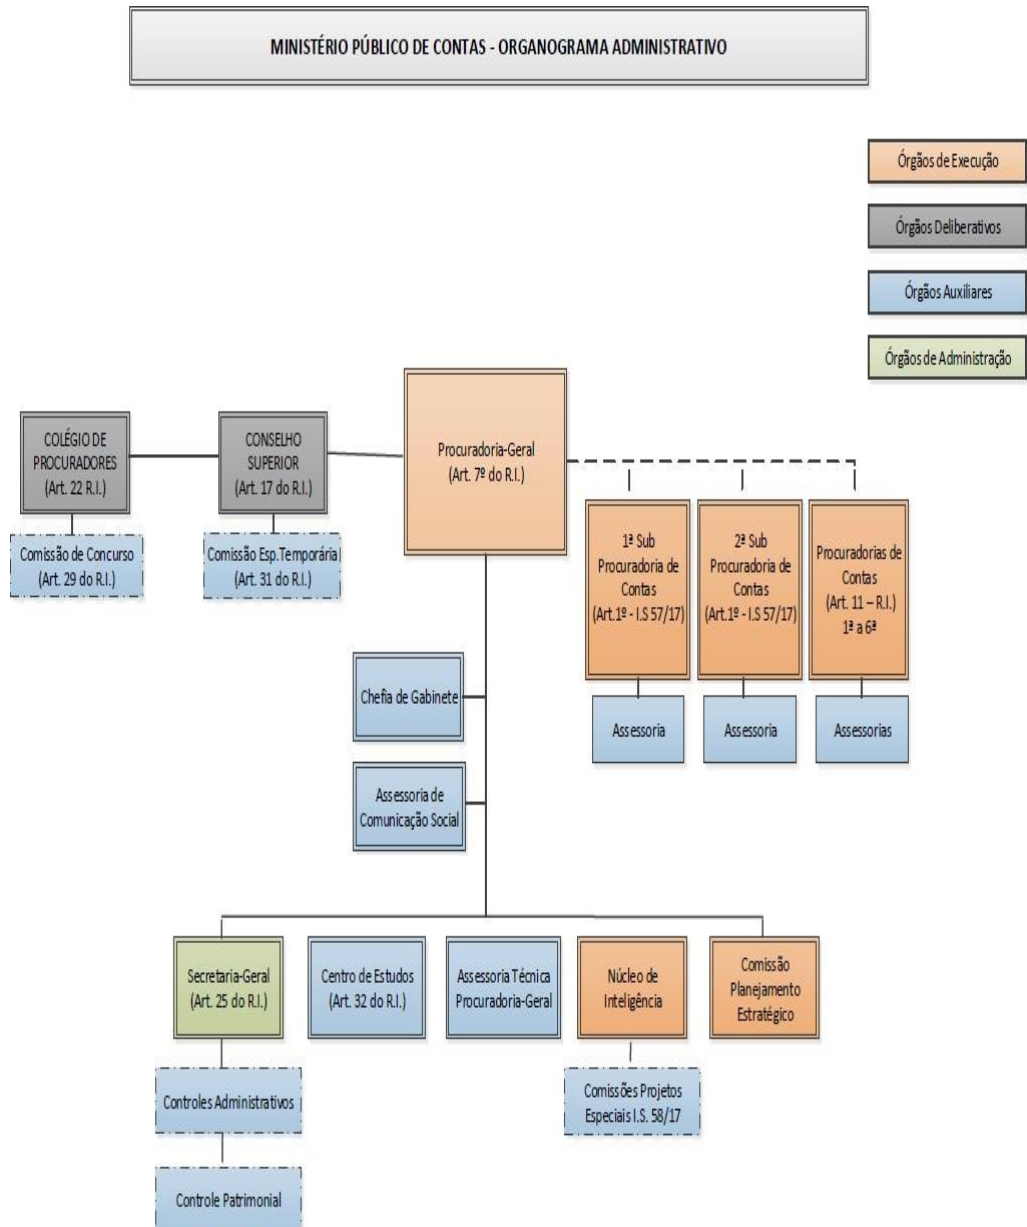 MINISTÉRIO PÚBLICO DE CONTAS - ORGANOGRAMA ADMINISTRATIVO
Órgãos de Execução
Órgãos Deliberativos
Órgãos Auxiliares
Órgãos de Administração
COLÉGIO DE
PROCURADORES
(Art. 22 R.I.)
CONSELHO
SUPERIOR
(Art. 17 do R.I.)
Procuradoria-Geral
(Art. 7º do R.I.)
Comissão de Concurso
(Art. 29 do R.I.)
Comissão Esp.Temporária
(Art. 31 do R.I.)
1ª Sub
Procuradoria de
Contas
(Art.1º - I.S 57/17)
2ª Sub
Procuradoria de
Contas
(Art.1º - I.S 57/17)
Procuradorias de
Contas
(Art. 11 – R.I.)
1ª a 6ª
Assessoria
Assessoria
Assessorias
Chefia de Gabinete
Assessoria de
Comunicação Social
Secretaria-Geral
(Art. 25 do R.I.)
Centro de Estudos
(Art. 32 do R.I.)
Assessoria Técnica
Procuradoria-Geral
Núcleo de
Inteligência
Comissão
Planejamento
Estratégico
Controles Administrativos
Comissões Projetos
Especiais I.S. 58/17
Controle Patrimonial